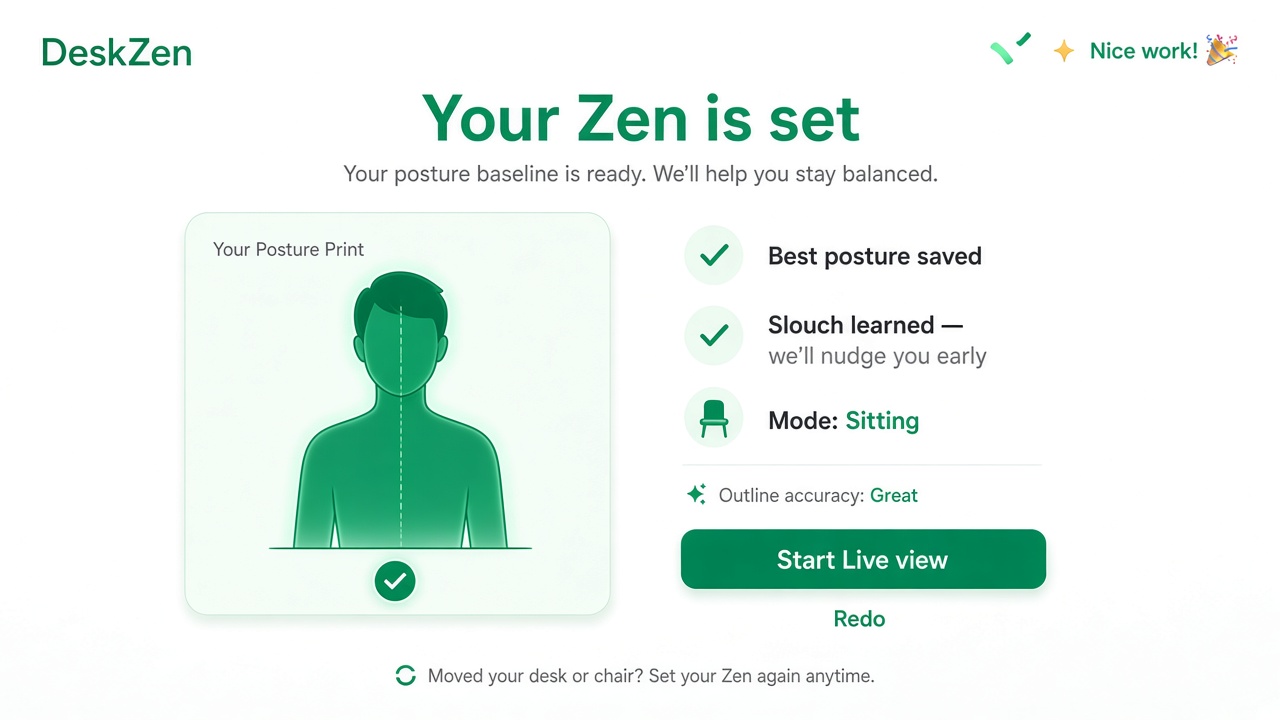 DeskZen
Nice work!
Your Zen is set
Your posture baseline is ready. We’ll help you stay balanced.
Your Posture Print
Best posture saved
Slouch learned —
we’ll nudge you early
Mode: Sitting
Outline accuracy: Great
Start Live view
Redo
Moved your desk or chair? Set your Zen again anytime.